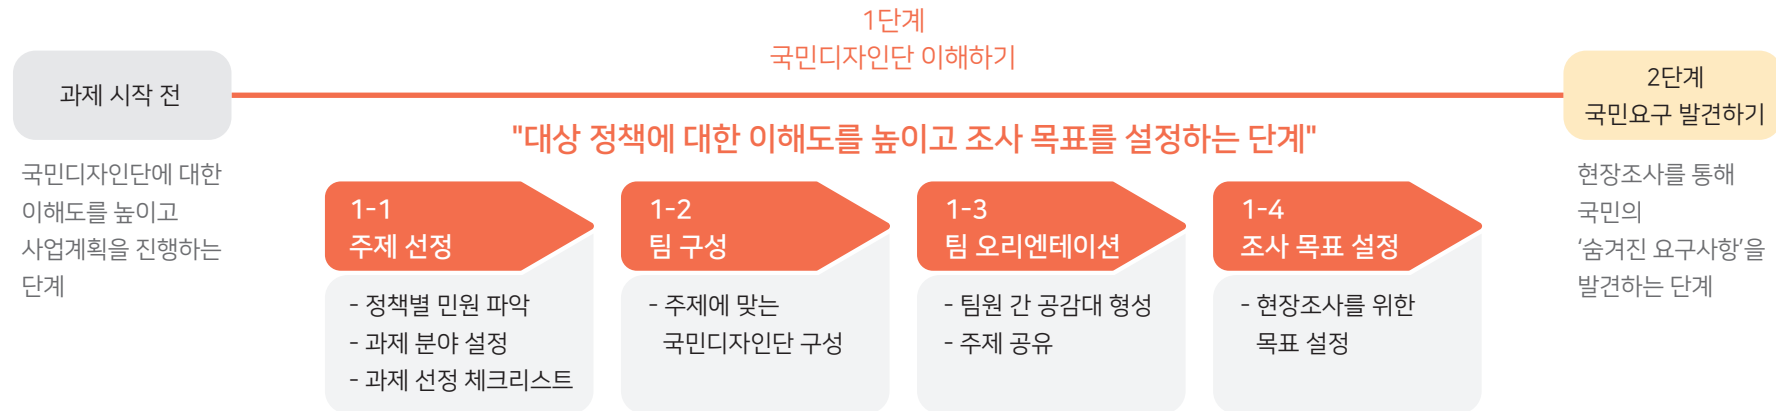 1단계
국민디자인단 이해하기
과제 시작 전
2단계
국민요구 발견하기
"대상 정책에 대한 이해도를 높이고 조사 목표를 설정하는 단계"
국민디자인단에 대한
이해도를 높이고
사업계획을 진행하는
단계
1-1
주제 선정
- 정책별 민원 파악
- 과제 분야 설정
- 과제 선정 체크리스트
1-2
팀 구성
- 주제에 맞는
국민디자인단 구성
1-3
팀 오리엔테이션
- 팀원 간 공감대 형성
- 주제 공유
1-4
조사 목표 설정
- 현장조사를 위한
목표 설정
현장조사를 통해
국민의
‘숨겨진 요구사항’을
발견하는 단계